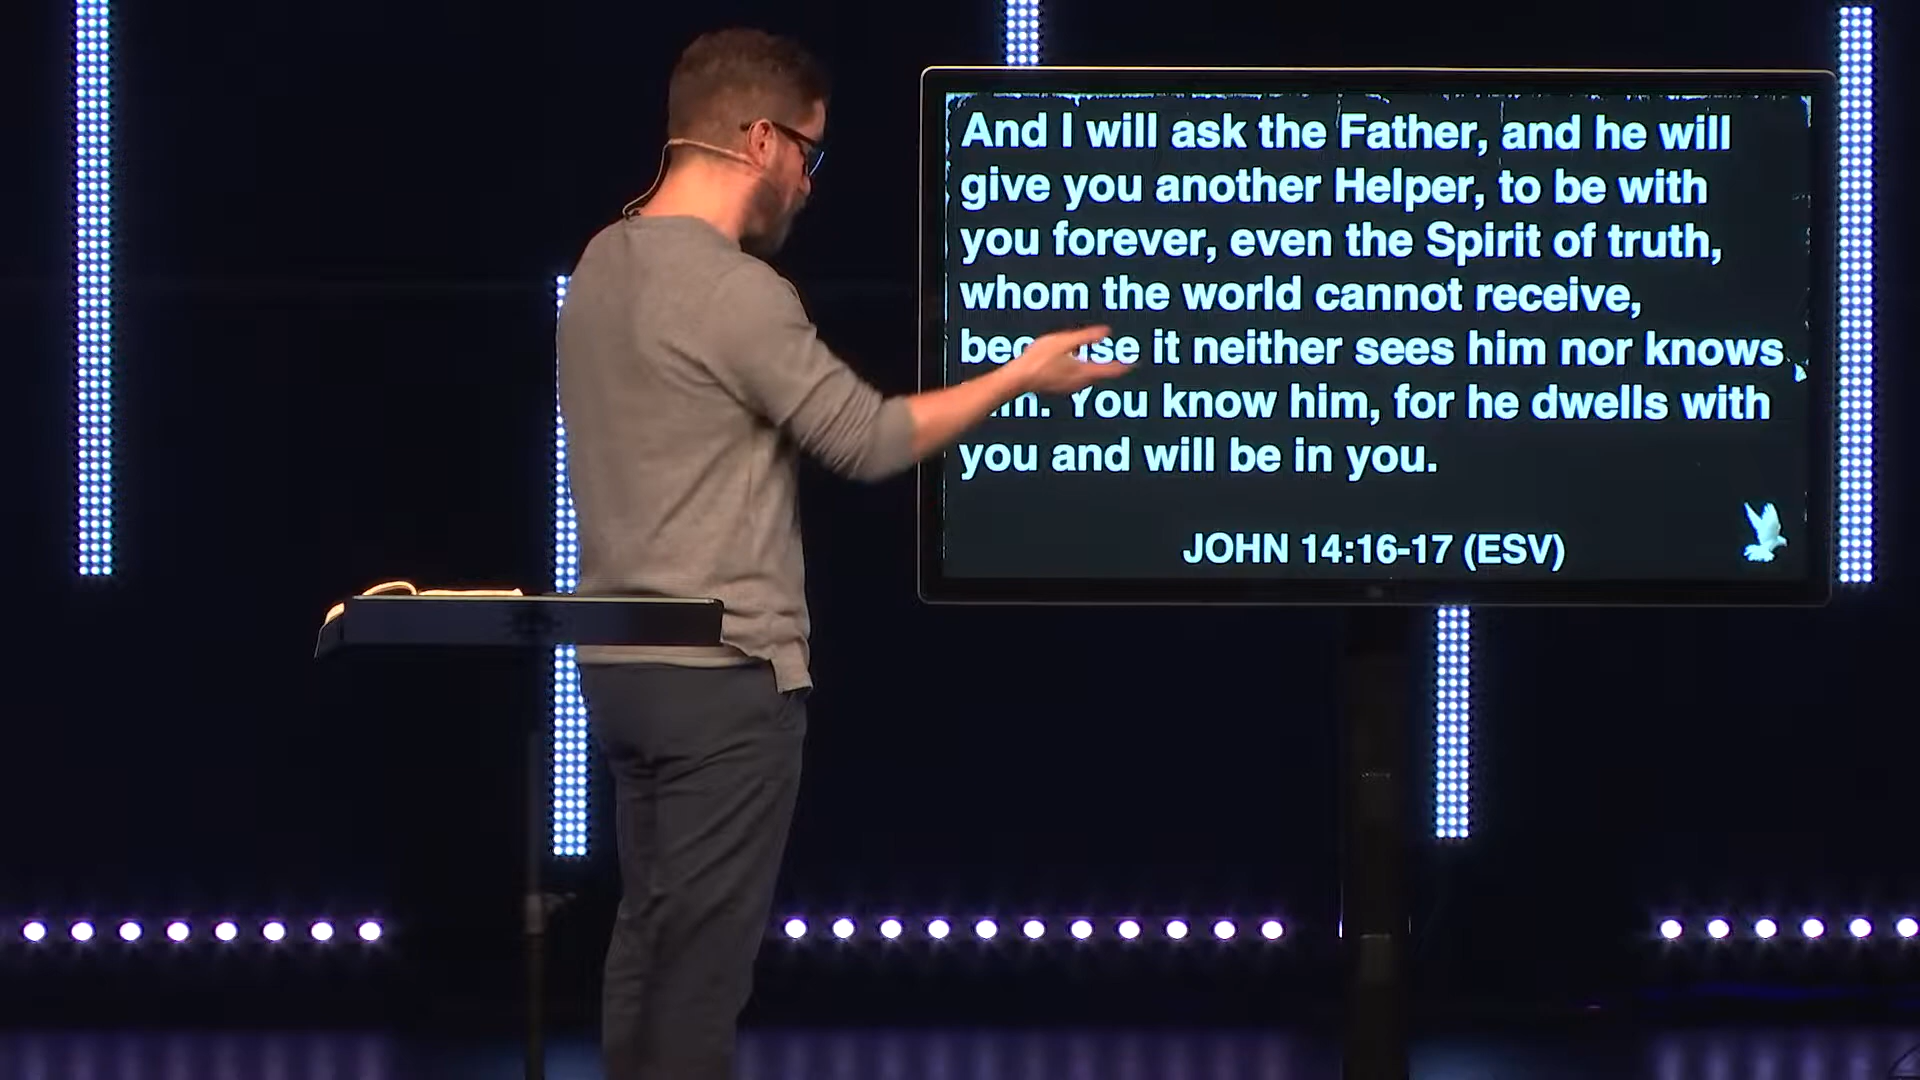 And I will ask the Father, and he will
give you another Helper, to be with
you forever, even the Spirit of truth,
whom the world cannot receive,
because it neither sees him nor knows
him. You know him, for he dwells with
you and will be in you.
JOHN 14:16-17 (ESV)